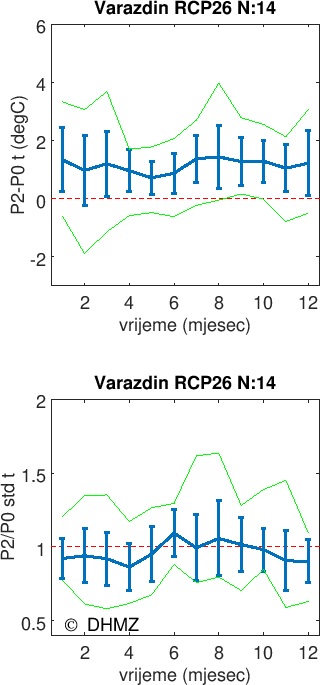 Varazdin RCP26 N:14
6
4
2
0
-2
P2-P0 t (degC)
2 4 6 8 10 12
vrijeme (mjesec)
Varazdin RCP26 N:14
2
1.5
1
0.5
P2/P0 std t
© DHMZ
2 4 6 8 10 12
vrijeme (mjesec)